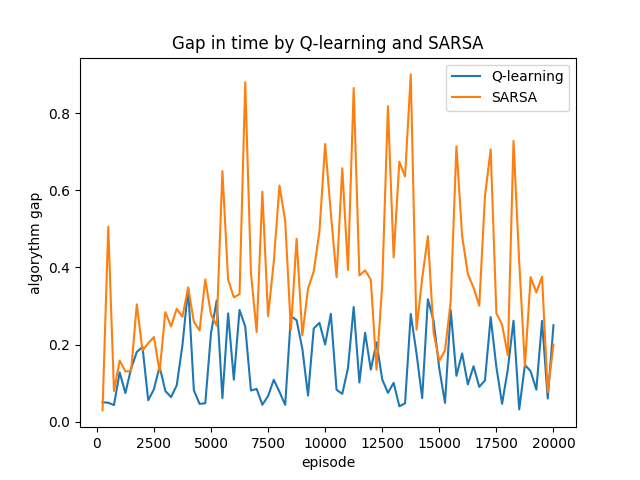 Gap in time by Q-learning and SARSA
Q-learning
SARSA
algorythm gap
0.8
0.6
0.4
0.2
0.0
0
2500
5000
7500
10000
12500
15000
17500
20000
episode